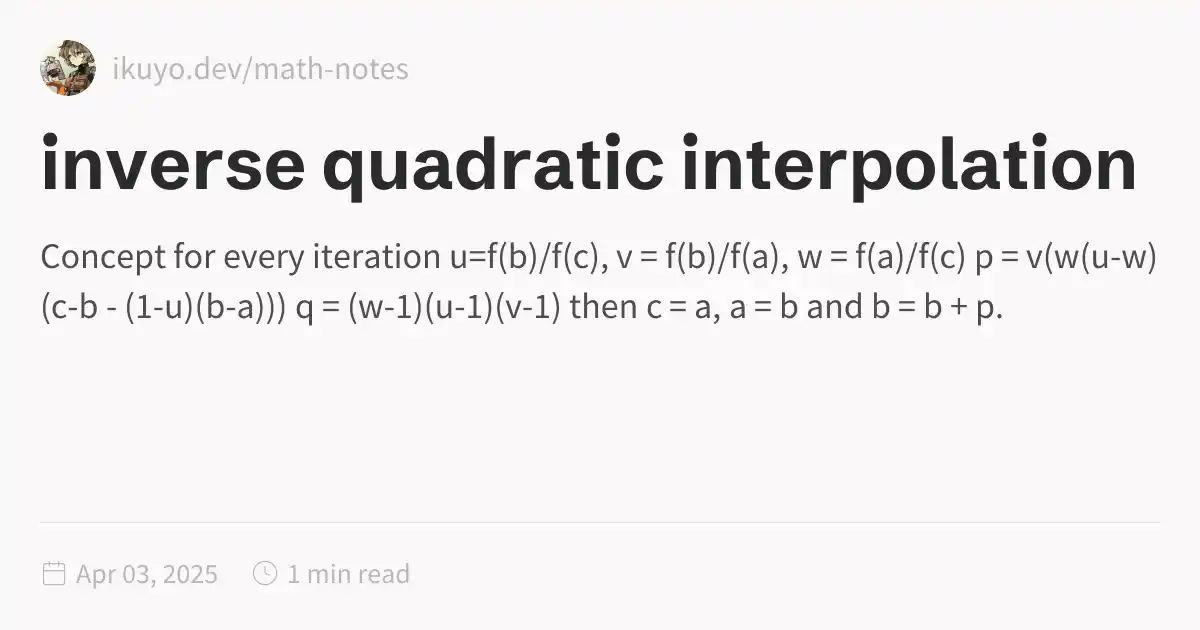 ikuyo.dev/math-notes
inverse quadratic interpolation
Concept for every iteration u=f(b)/f(c), v = f(b)/f(a), w = f(a)/f(c) p = v(w(u-w)
(c-b - (1-u)(b-a))) q = (w-1)(u-1)(v-1) then c = a, a = b and b = b + p.
Apr 03, 2025
1 min read